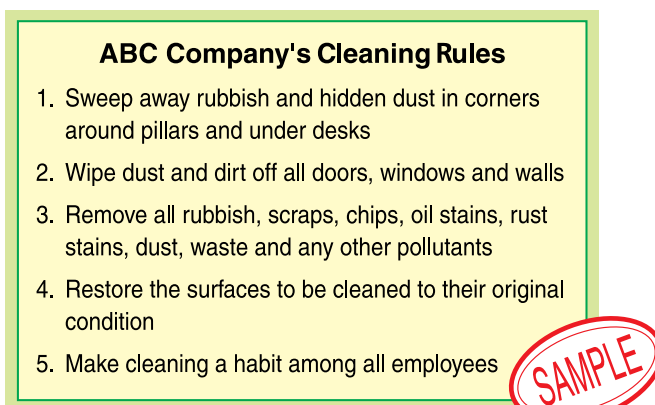 ABC Company's Cleaning Rules
1. Sweep away rubbish and hidden dust in corners
around pillars and under desks
2. Wipe dust and dirt off all doors, windows and walls
3. Remove all rubbish, scraps, chips, oil stains, rust
stains, dust, waste and any other pollutants
4. Restore the surfaces to be cleaned to their original
condition
5. Make cleaning a habit among all employees
SAMPLE